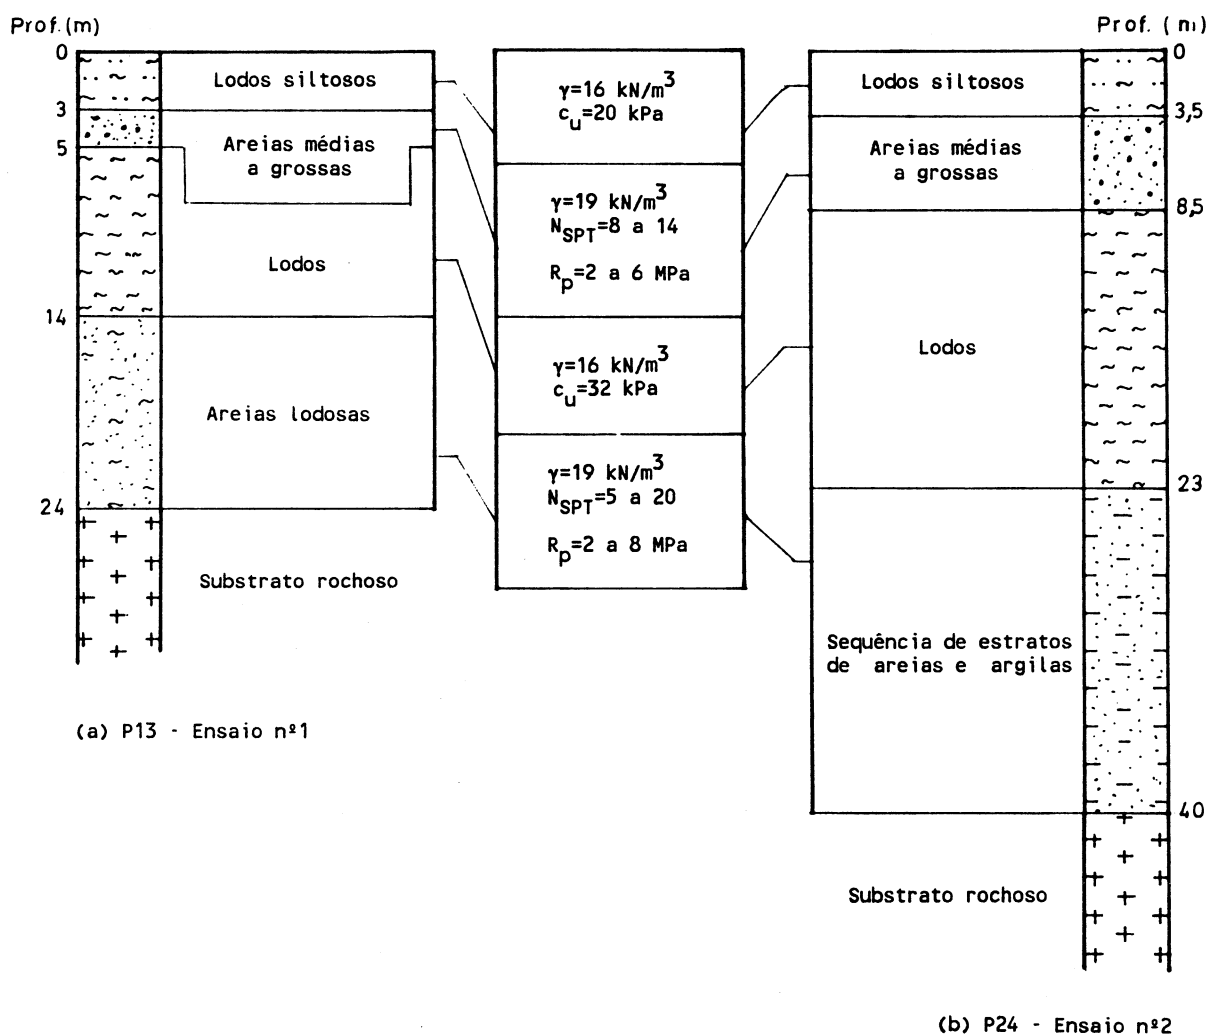 Prof.(m)
0
3
5
14
24
Lodos siltosos
Areias médias
a grossas
Lodos
Areias lodosas
Substrato rochoso
(a) P13 - Ensaio nº1
γ=16 kN/m³
c_u=20 kPa
γ=19 kN/m³
N_SPT=8 a 14
R_p=2 a 6 MPa
γ=16 kN/m³
c_u=32 kPa
γ=19 kN/m³
N_SPT=5 a 20
R_p=2 a 8 MPa
Prof. (m)
0
3,5
8,5
23
40
Lodos siltosos
Areias médias
a grossas
Lodos
Sequência de estratos
de areias e argilas
Substrato rochoso
(b) P24 - Ensaio nº2